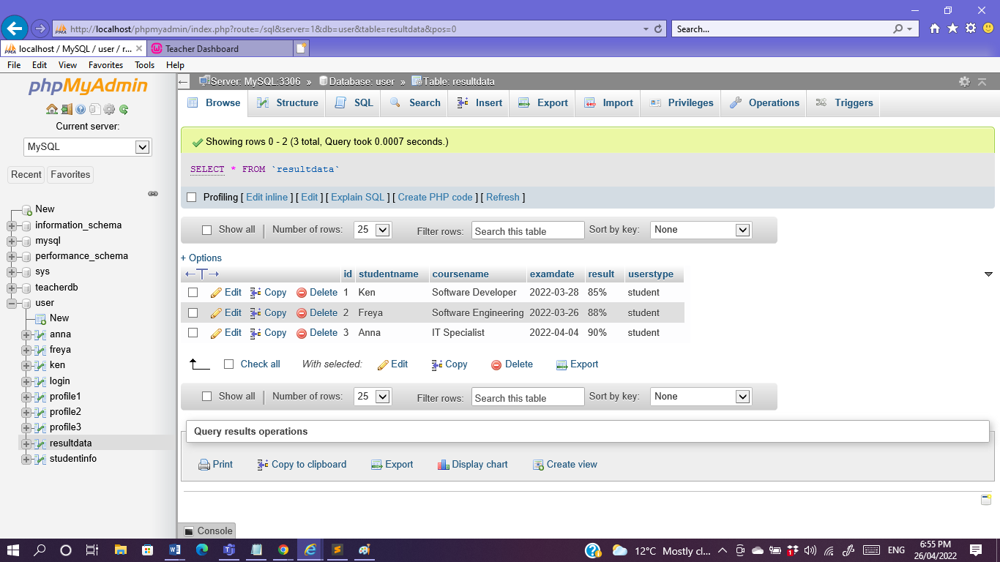 http://localhost/phpmyadmin/index.php?route=/sql&server=1&db=user&table=resultdata&pos=0
Search...
localhost / MySQL / user / r...
Teacher Dashboard
File Edit View Favorites Tools Help
phpMyAdmin
Current server:
MySQL
Recent Favorites
New
information_schema
mysql
performance_schema
sys
teacherdb
user
New
anna
freya
ken
login
profile1
profile2
profile3
resultdata
studentinfo
Server: MySQL:3306 » Database: user » Table: resultdata
Browse Structure SQL Search Insert Export Import Privileges Operations Triggers
Showing rows 0 - 2 (3 total, Query took 0.0007 seconds.)
SELECT * FROM `resultdata`
Profiling [ Edit inline ] [ Edit ] [ Explain SQL ] [ Create PHP code ] [ Refresh ]
Show all | Number of rows: 25 Filter rows: Search this table Sort by key: None
+ Options
←T→ id studentname coursename examdate result userstype
Edit Copy Delete 1 Ken Software Developer 2022-03-28 85% student
Edit Copy Delete 2 Freya Software Engineering 2022-03-26 88% student
Edit Copy Delete 3 Anna IT Specialist 2022-04-04 90% student
Check all With selected: Edit Copy Delete Export
Show all | Number of rows: 25 Filter rows: Search this table Sort by key: None
Query results operations
Print Copy to clipboard Export Display chart Create view
Console
12°C Mostly cl... ENG 6:55 PM
26/04/2022